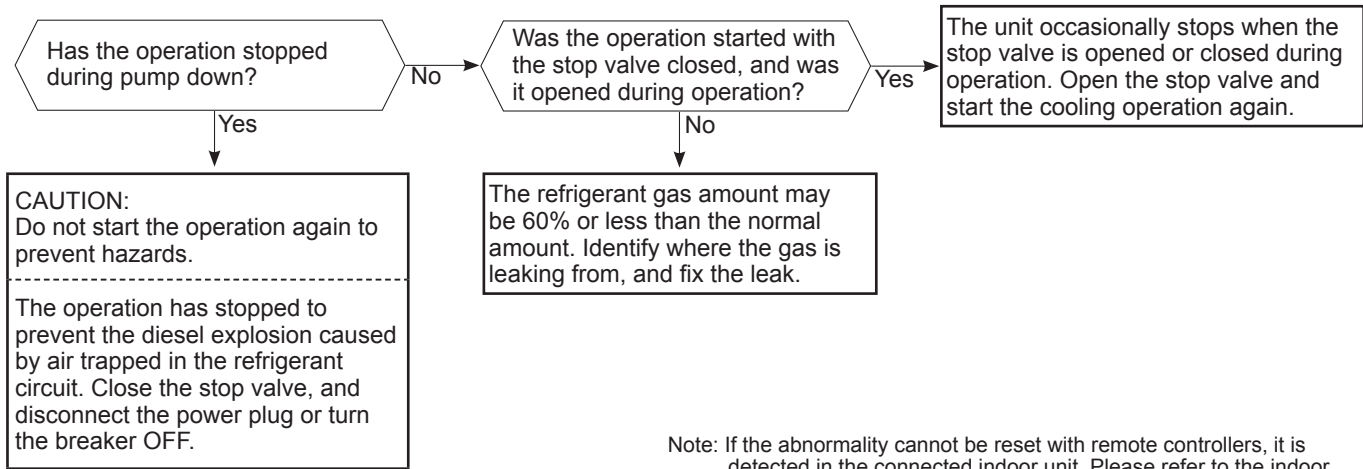 Has the operation stopped
during pump down?
No
Was the operation started with
the stop valve closed, and was
it opened during operation?
Yes
The unit occasionally stops when the
stop valve is opened or closed during
operation. Open the stop valve and
start the cooling operation again.
Yes
No
CAUTION:
Do not start the operation again to
prevent hazards.
The operation has stopped to
prevent the diesel explosion caused
by air trapped in the refrigerant
circuit. Close the stop valve, and
disconnect the power plug or turn
the breaker OFF.
The refrigerant gas amount may
be 60% or less than the normal
amount. Identify where the gas is
leaking from, and fix the leak.
Note: If the abnormality cannot be reset with remote controllers, it is
detected in the connected indoor unit. Please refer to the indoor